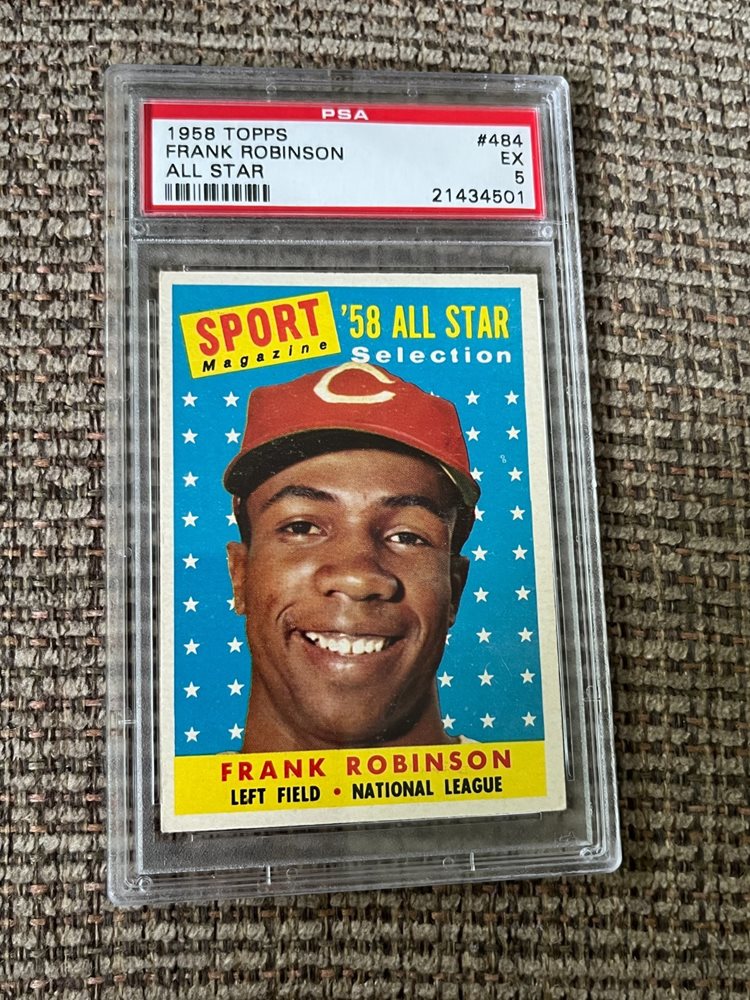 PSA
1958 TOPPS #484
FRANK ROBINSON EX
ALL STAR 5
21434501
SPORT '58 ALL STAR
Magazine Selection
C
FRANK ROBINSON
LEFT FIELD • NATIONAL LEAGUE